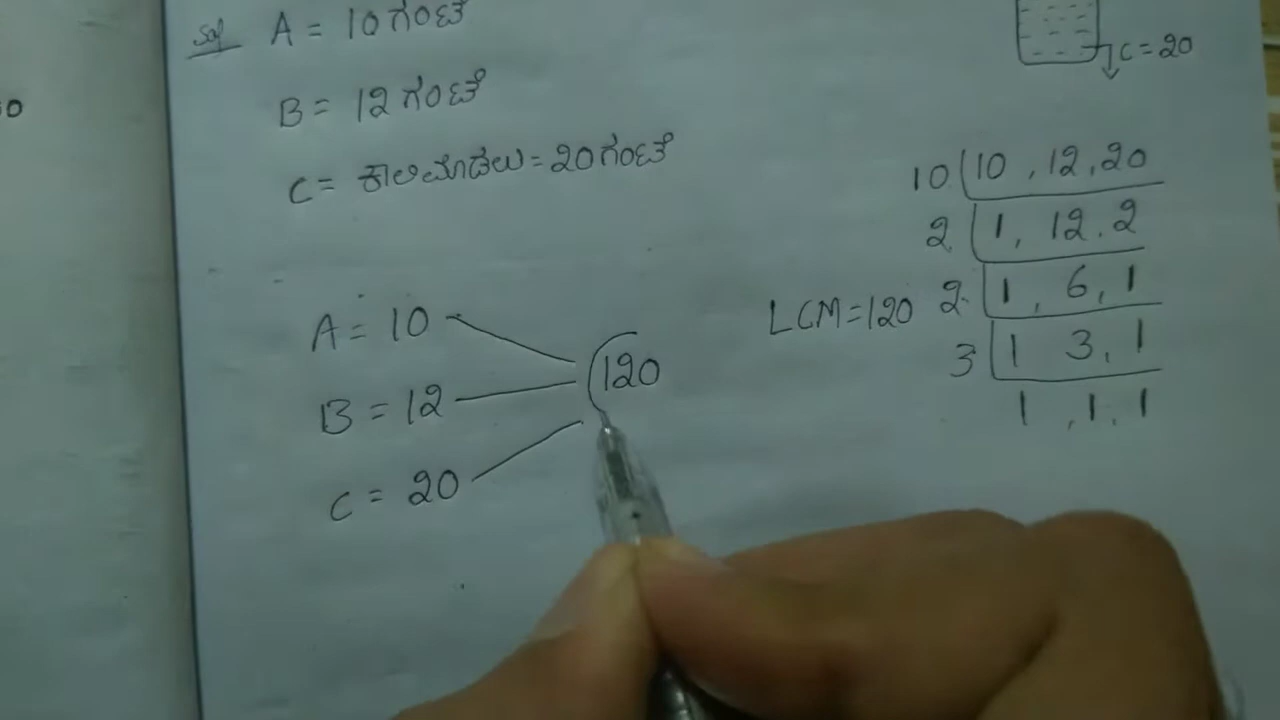 Sol A = 10 ಗಂಟೆ
B = 12 ಗಂಟೆ
C = ಖಾಲಿಮಾಡಲು = 20 ಗಂಟೆ
C = 20
10 10 , 12 , 20
2 1 , 12 . 2
2 1 , 6 , 1
3 1 3 , 1
1 , 1 , 1
LCM = 120
A = 10
B = 12
C = 20
120